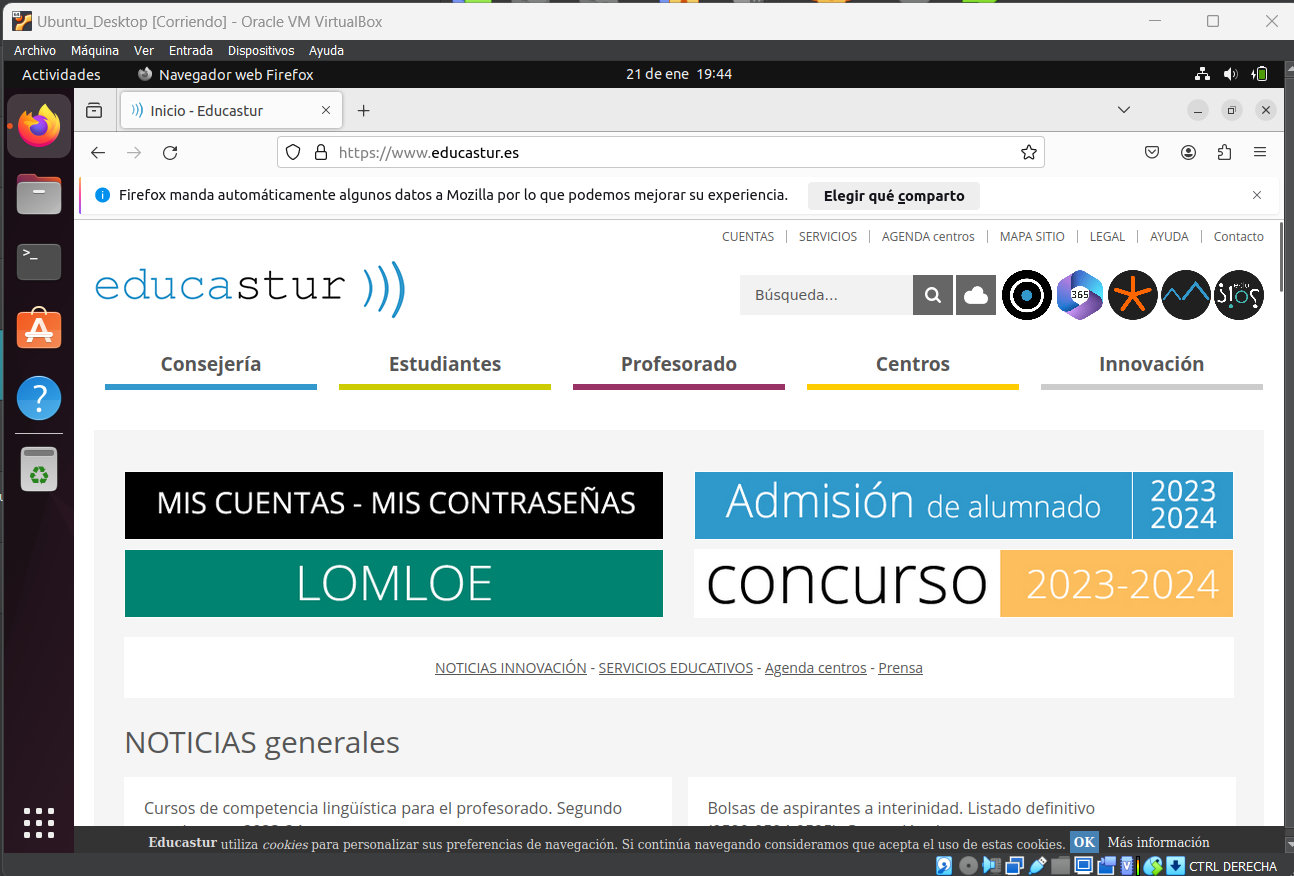 Ubuntu_Desktop [Corriendo] - Oracle VM VirtualBox
Archivo Máquina Ver Entrada Dispositivos Ayuda
Actividades Navegador web Firefox 21 de ene 19:44
Inicio - Educastur
https://www.educastur.es
Firefox manda automáticamente algunos datos a Mozilla por lo que podemos mejorar su experiencia. Elegir qué comparto
CUENTAS | SERVICIOS | AGENDA centros | MAPA SITIO | LEGAL | AYUDA | Contacto
educastur )))
Búsqueda... 365
Consejería Estudiantes Profesorado Centros Innovación
MIS CUENTAS - MIS CONTRASEÑAS
Admisión de alumnado 2023 2024
LOMLOE
concurso 2023-2024
NOTICIAS INNOVACIÓN - SERVICIOS EDUCATIVOS - Agenda centros - Prensa
NOTICIAS generales
Cursos de competencia lingüística para el profesorado. Segundo
Bolsas de aspirantes a interinidad. Listado definitivo
Educastur utiliza cookies para personalizar sus preferencias de navegación. Si continúa navegando consideramos que acepta el uso de estas cookies. OK Más información
CTRL DERECHA